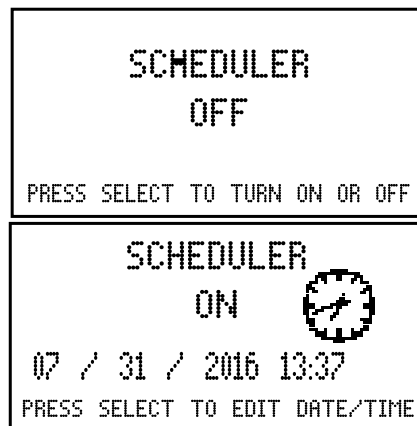 SCHEDULER
OFF
PRESS SELECT TO TURN ON OR OFF
SCHEDULER
ON
07 / 31 / 2016 13:37
PRESS SELECT TO EDIT DATE/TIME